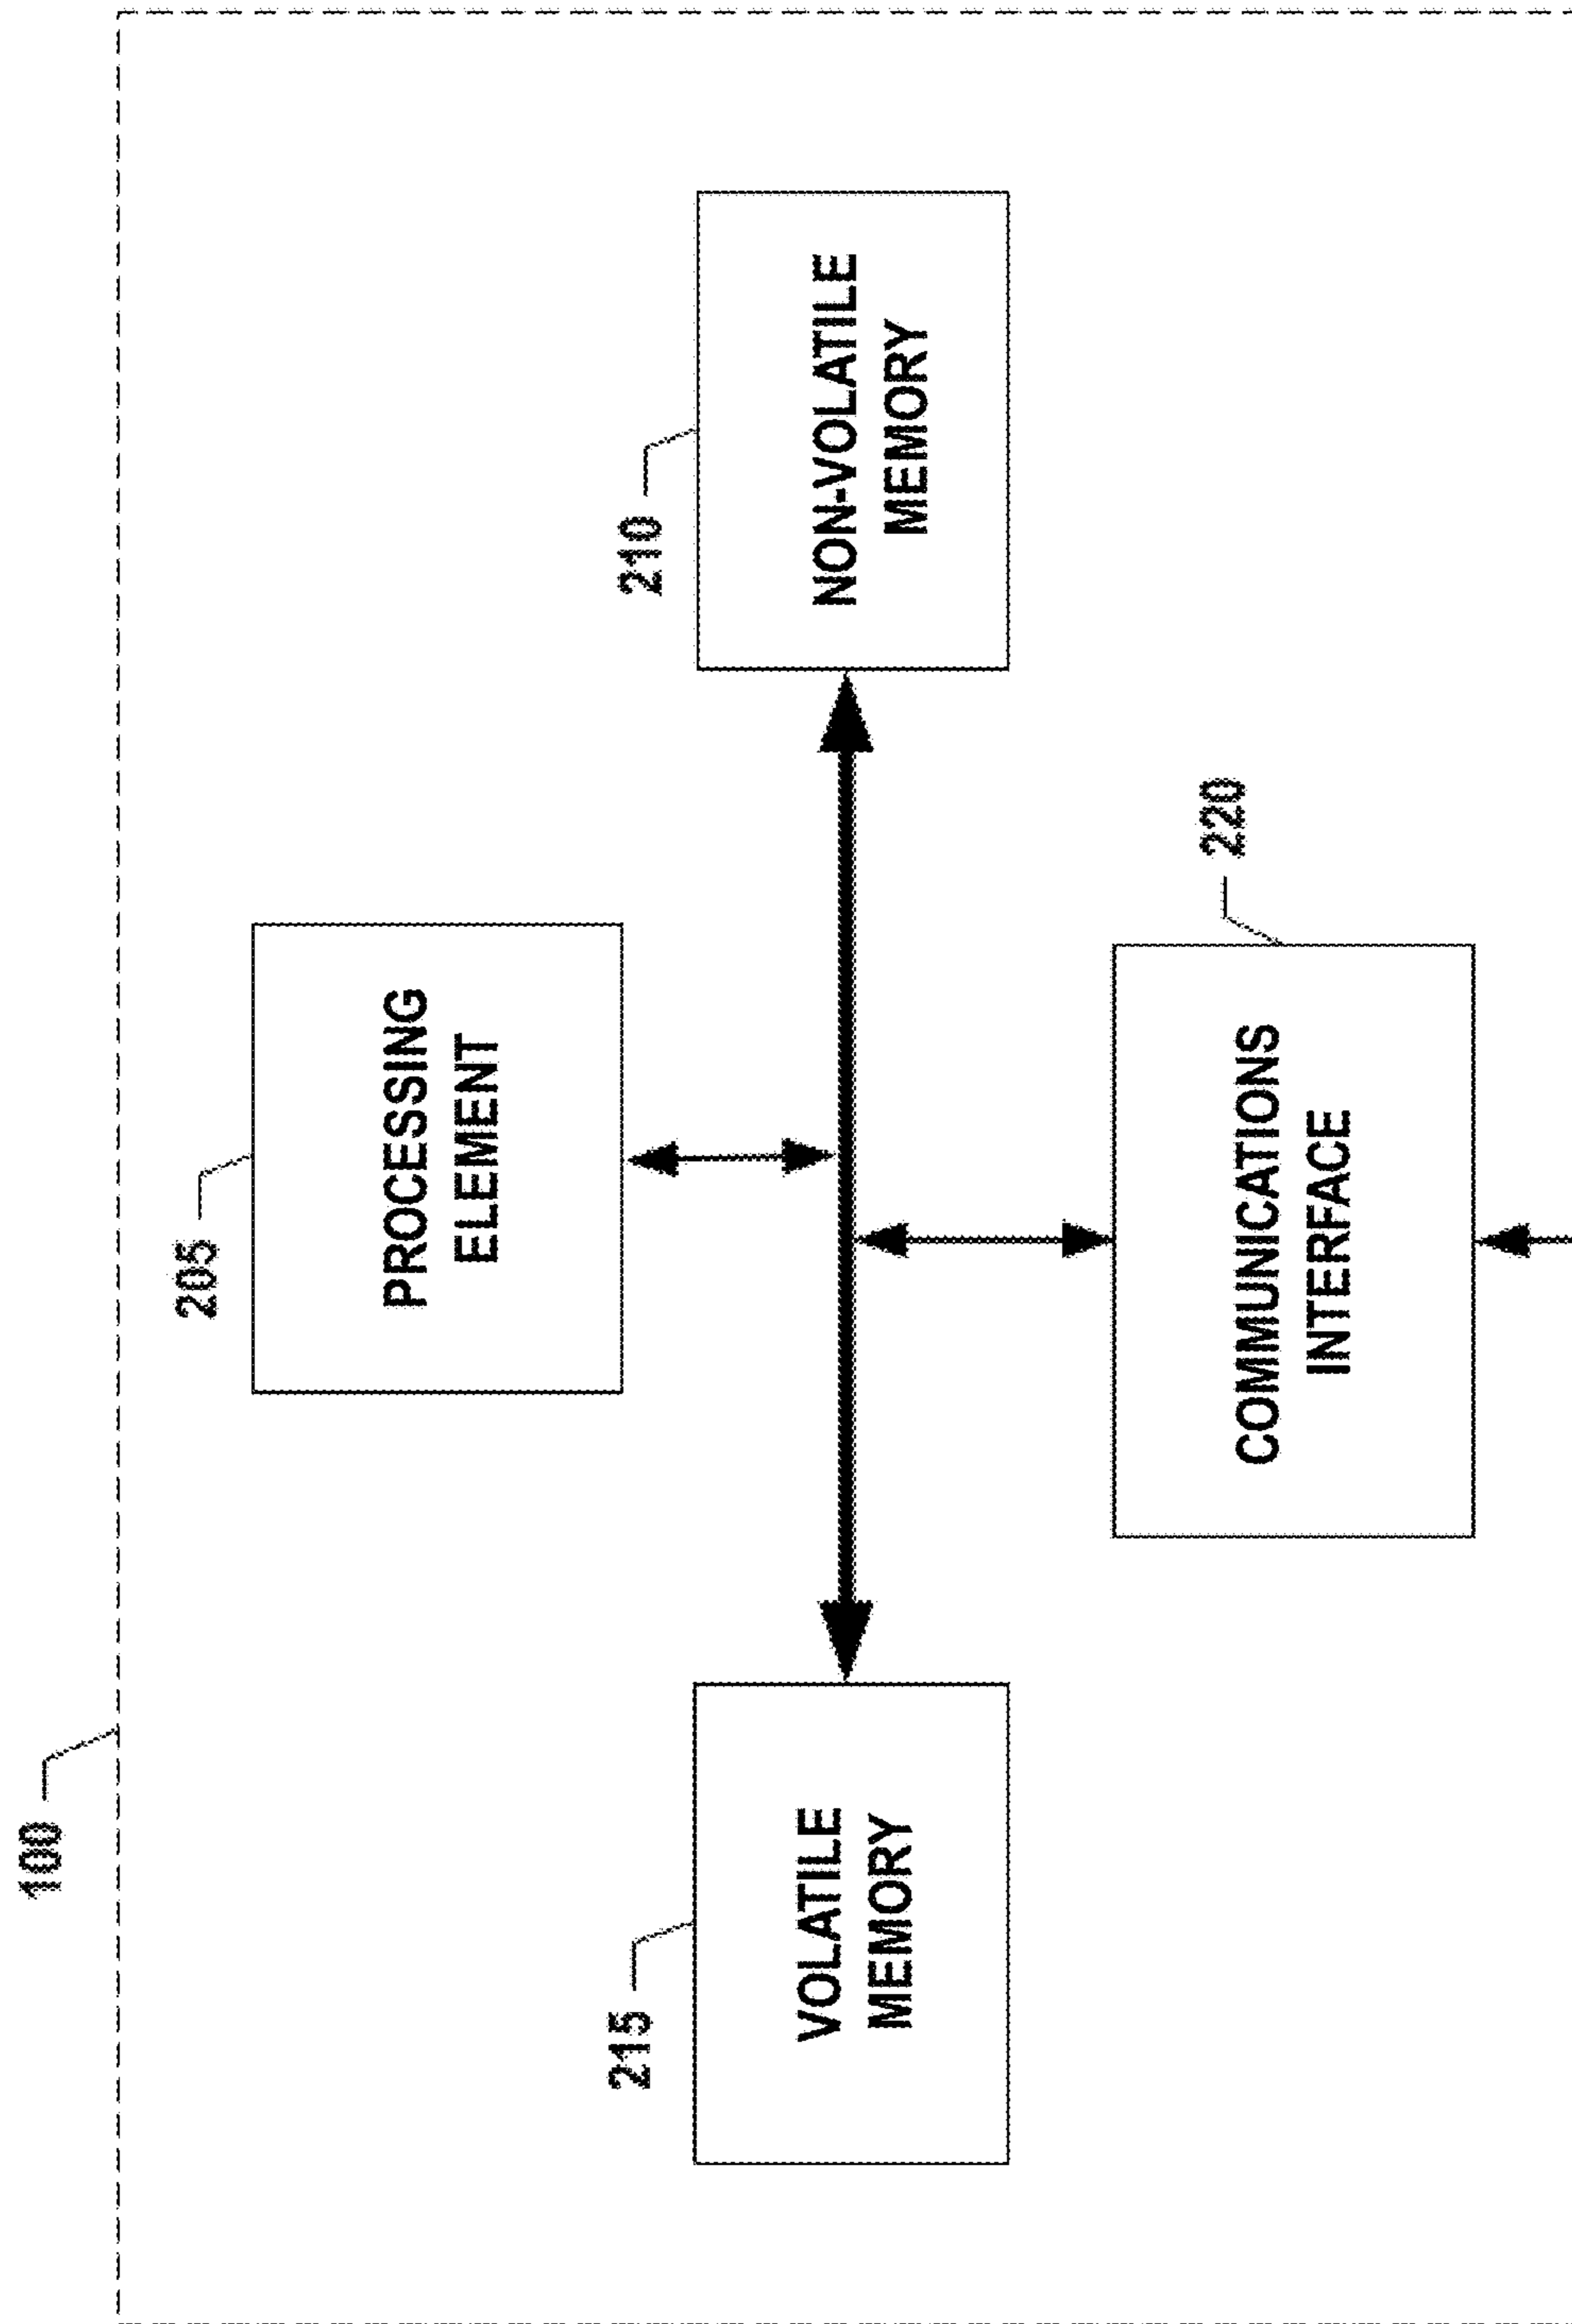 100
205
PROCESSING
ELEMENT
215
VOLATILE
MEMORY
210
NON-VOLATILE
MEMORY
COMMUNICATIONS
INTERFACE
220